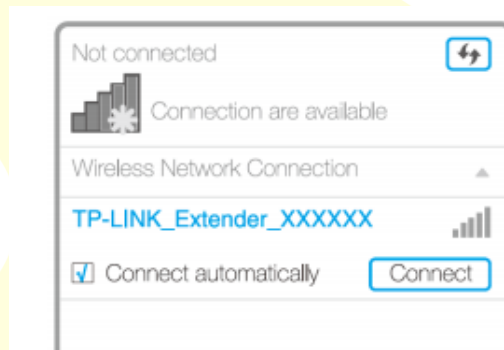 Not connected
Connection are available
Wireless Network Connection
TP-LINK_Extender_XXXXXX
Connect automatically
Connect